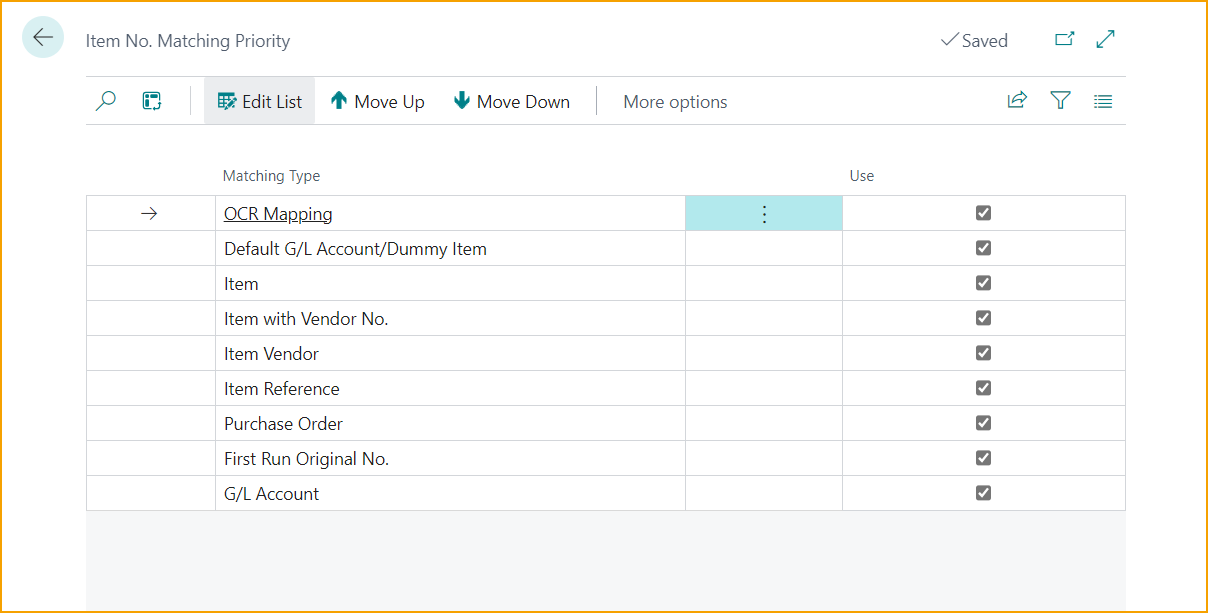 Item No. Matching Priority
Saved
Edit List Move Up Move Down More options
Matching Type Use
OCR Mapping
Default G/L Account/Dummy Item
Item
Item with Vendor No.
Item Vendor
Item Reference
Purchase Order
First Run Original No.
G/L Account